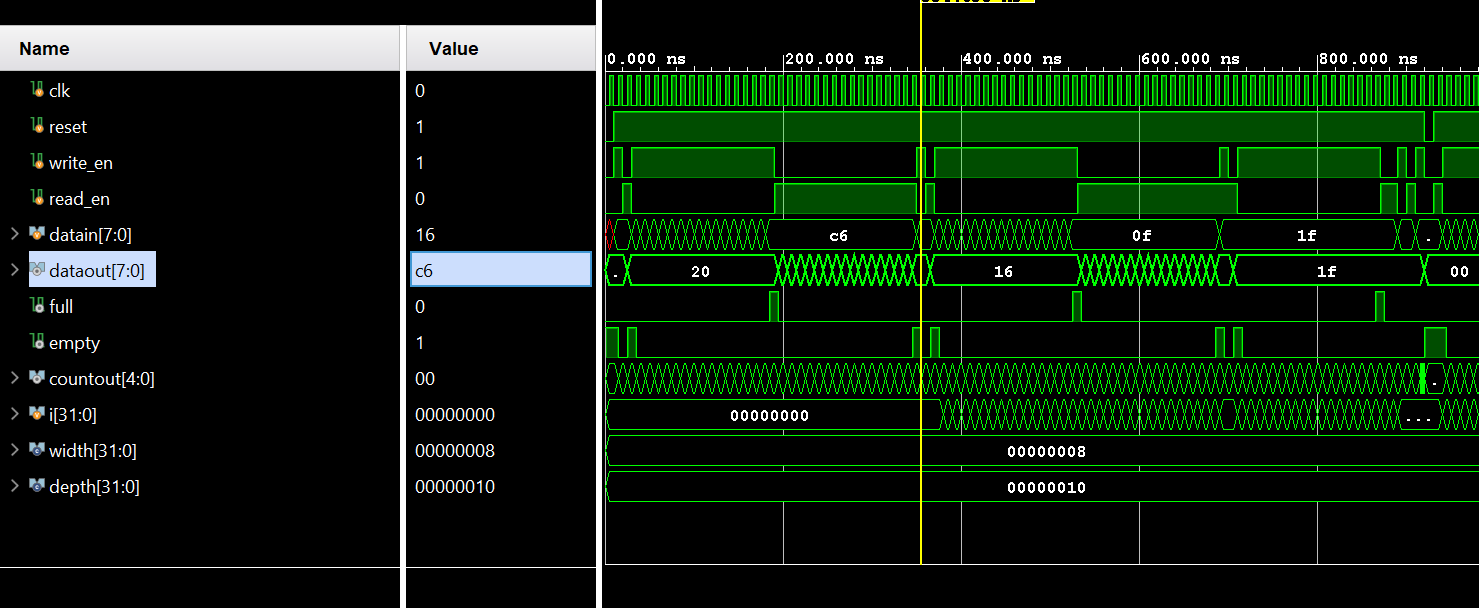 Name Value
0.000 ns 200.000 ns 400.000 ns 600.000 ns 800.000 ns
clk 0
reset 1
write_en 1
read_en 0
datain[7:0] 16 c6 0f 1f .
dataout[7:0] c6 . 20 16 1f 00
full 0
empty 1
countout[4:0] 00 .
i[31:0] 00000000 00000000 ...
width[31:0] 00000008 00000008
depth[31:0] 00000010 00000010